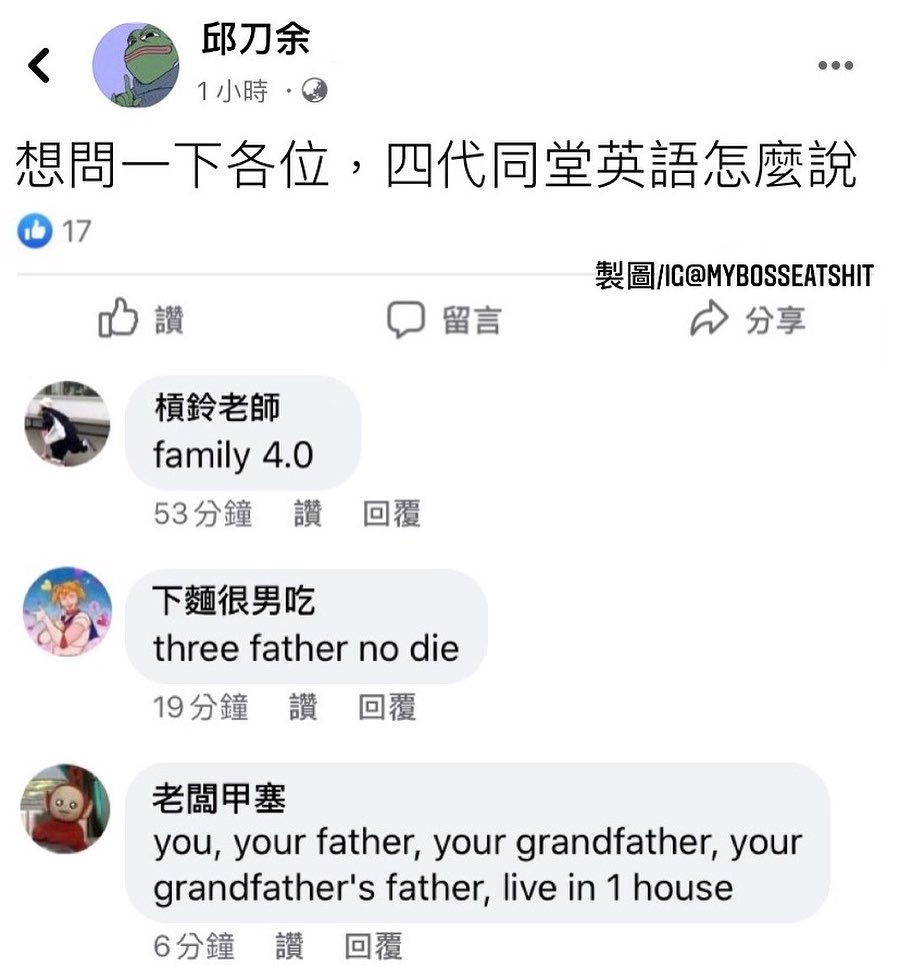 邱刀余
1小時 ·
想問一下各位，四代同堂英語怎麼說
17
製圖/IG@MYBOSSEATSHIT
讚 留言 分享
槓鈴老師
family 4.0
53分鐘 讚 回覆
下麵很男吃
three father no die
19分鐘 讚 回覆
老闆甲塞
you, your father, your grandfather, your
grandfather's father, live in 1 house
6分鐘 讚 回覆